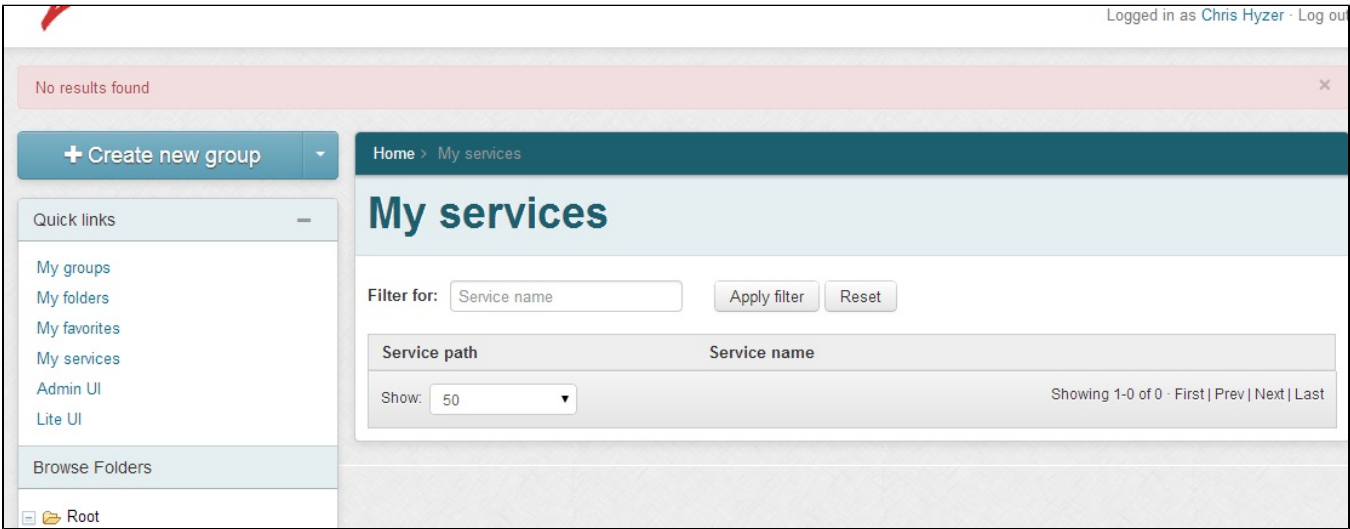 Logged in as Chris Hyzer · Log out
No results found ×
+ Create new group
Home > My services
Quick links
My services
My groups
My folders
My favorites
My services
Admin UI
Lite UI
Filter for: Service name Apply filter Reset
Service path Service name
Show: 50 Showing 1-0 of 0 · First | Prev | Next | Last
Browse Folders
Root